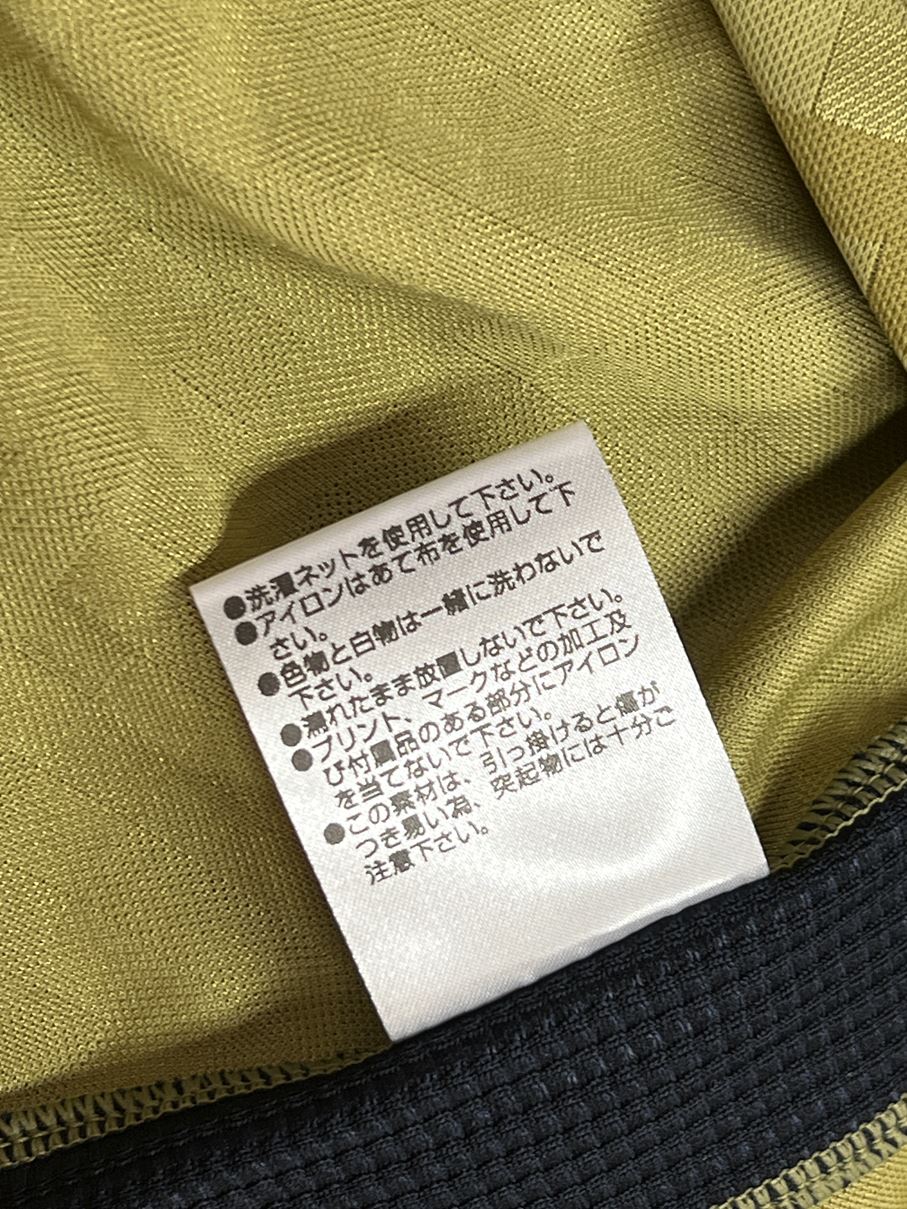 ●洗濯ネットを使用して下さい。
●アイロンはあて布を使用して下
さい。
●色物と白物は一緒に洗わないで
下さい。
●濡れたまま放置しないで下さい。
●プリント、マークなどの加工及
び付属品のある部分にアイロン
を当てないで下さい。
●この素材は、引っ掛けると傷が
つき易い為、突起物には十分ご
注意下さい。